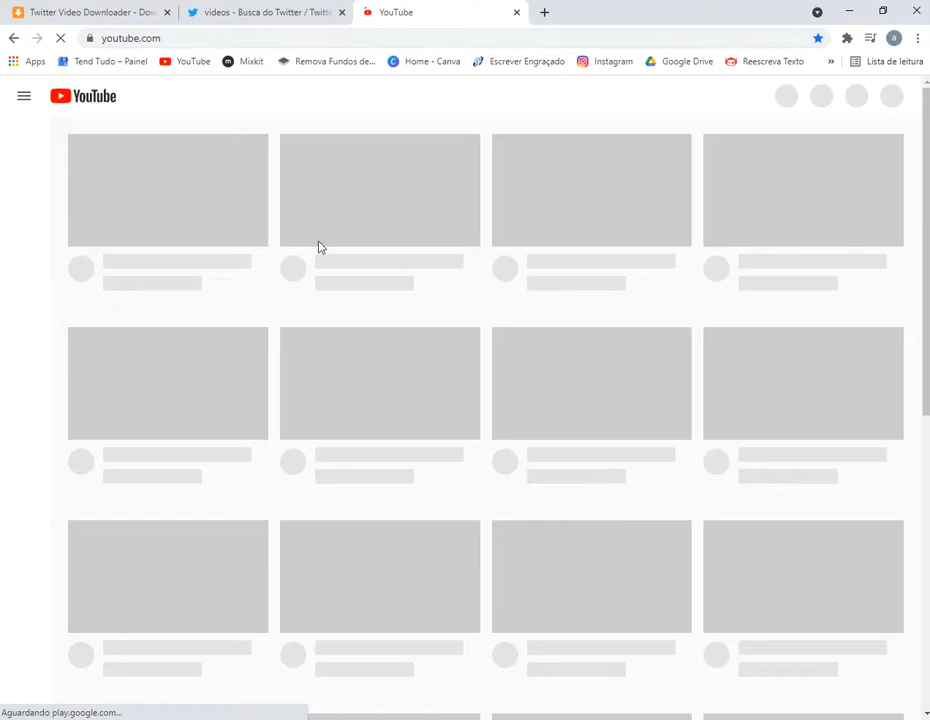 Twitter Video Downloader - Dow
videos - Busca do Twitter / Twitte
YouTube
youtube.com
a
Apps
Tend Tudo – Painel
YouTube
Mixkit
Remova Fundos de...
Home - Canva
Escrever Engraçado
Instagram
Google Drive
Reescreva Texto
»
Lista de leitura
YouTube
Aguardando play.google.com...